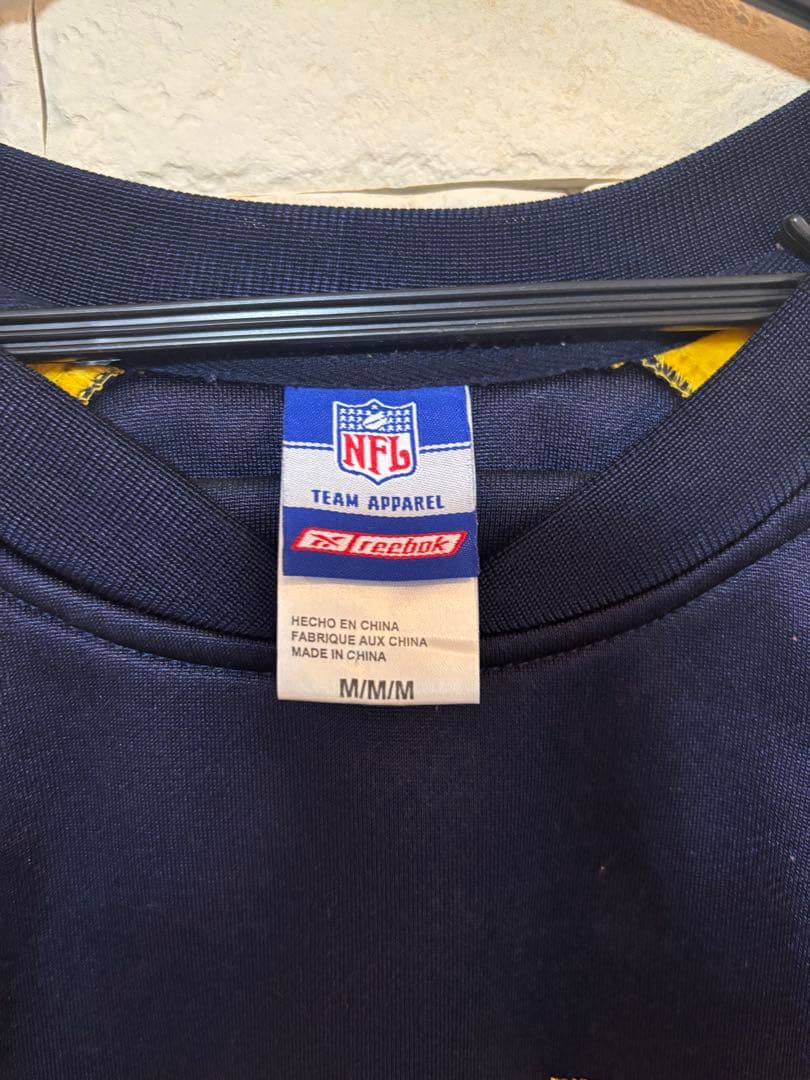 NFL
TEAM APPAREL
Reebok
HECHO EN CHINA
FABRIQUE AUX CHINA
MADE IN CHINA
M/M/M